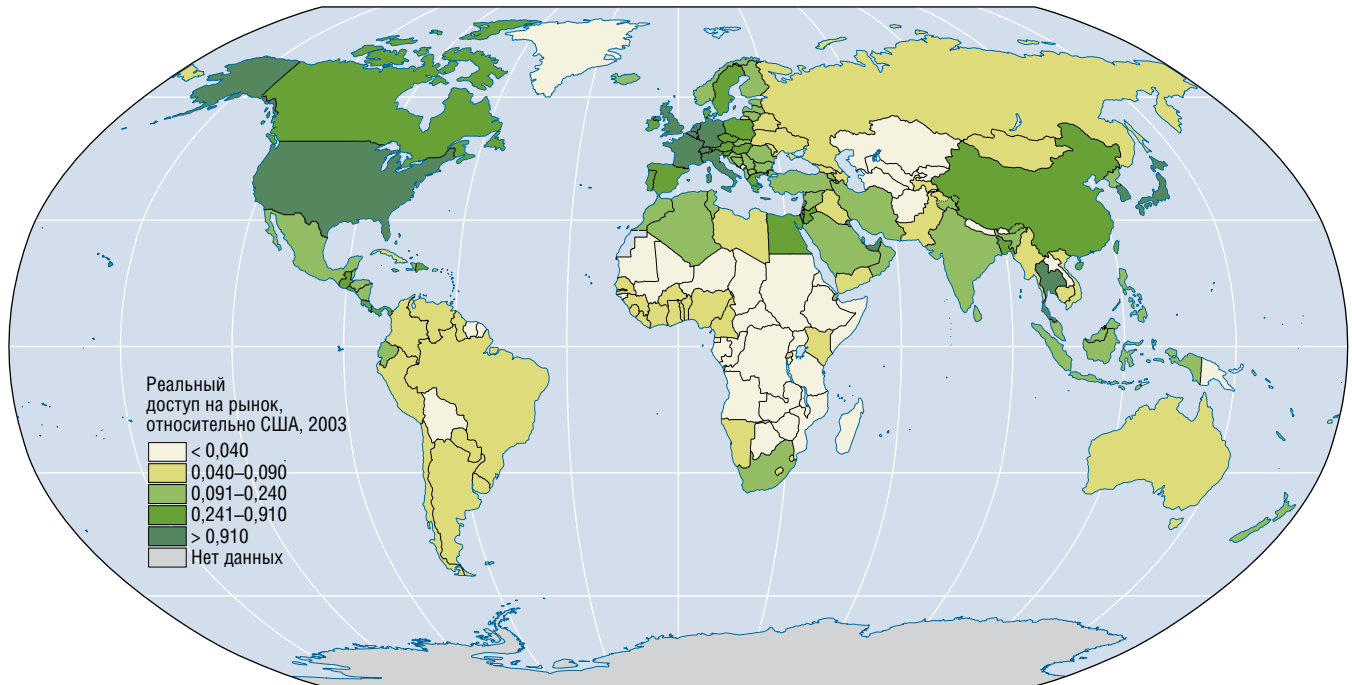 Реальный
доступ на рынок,
относительно США, 2003
< 0,040
0,040–0,090
0,091–0,240
0,241–0,910
> 0,910
Нет данных